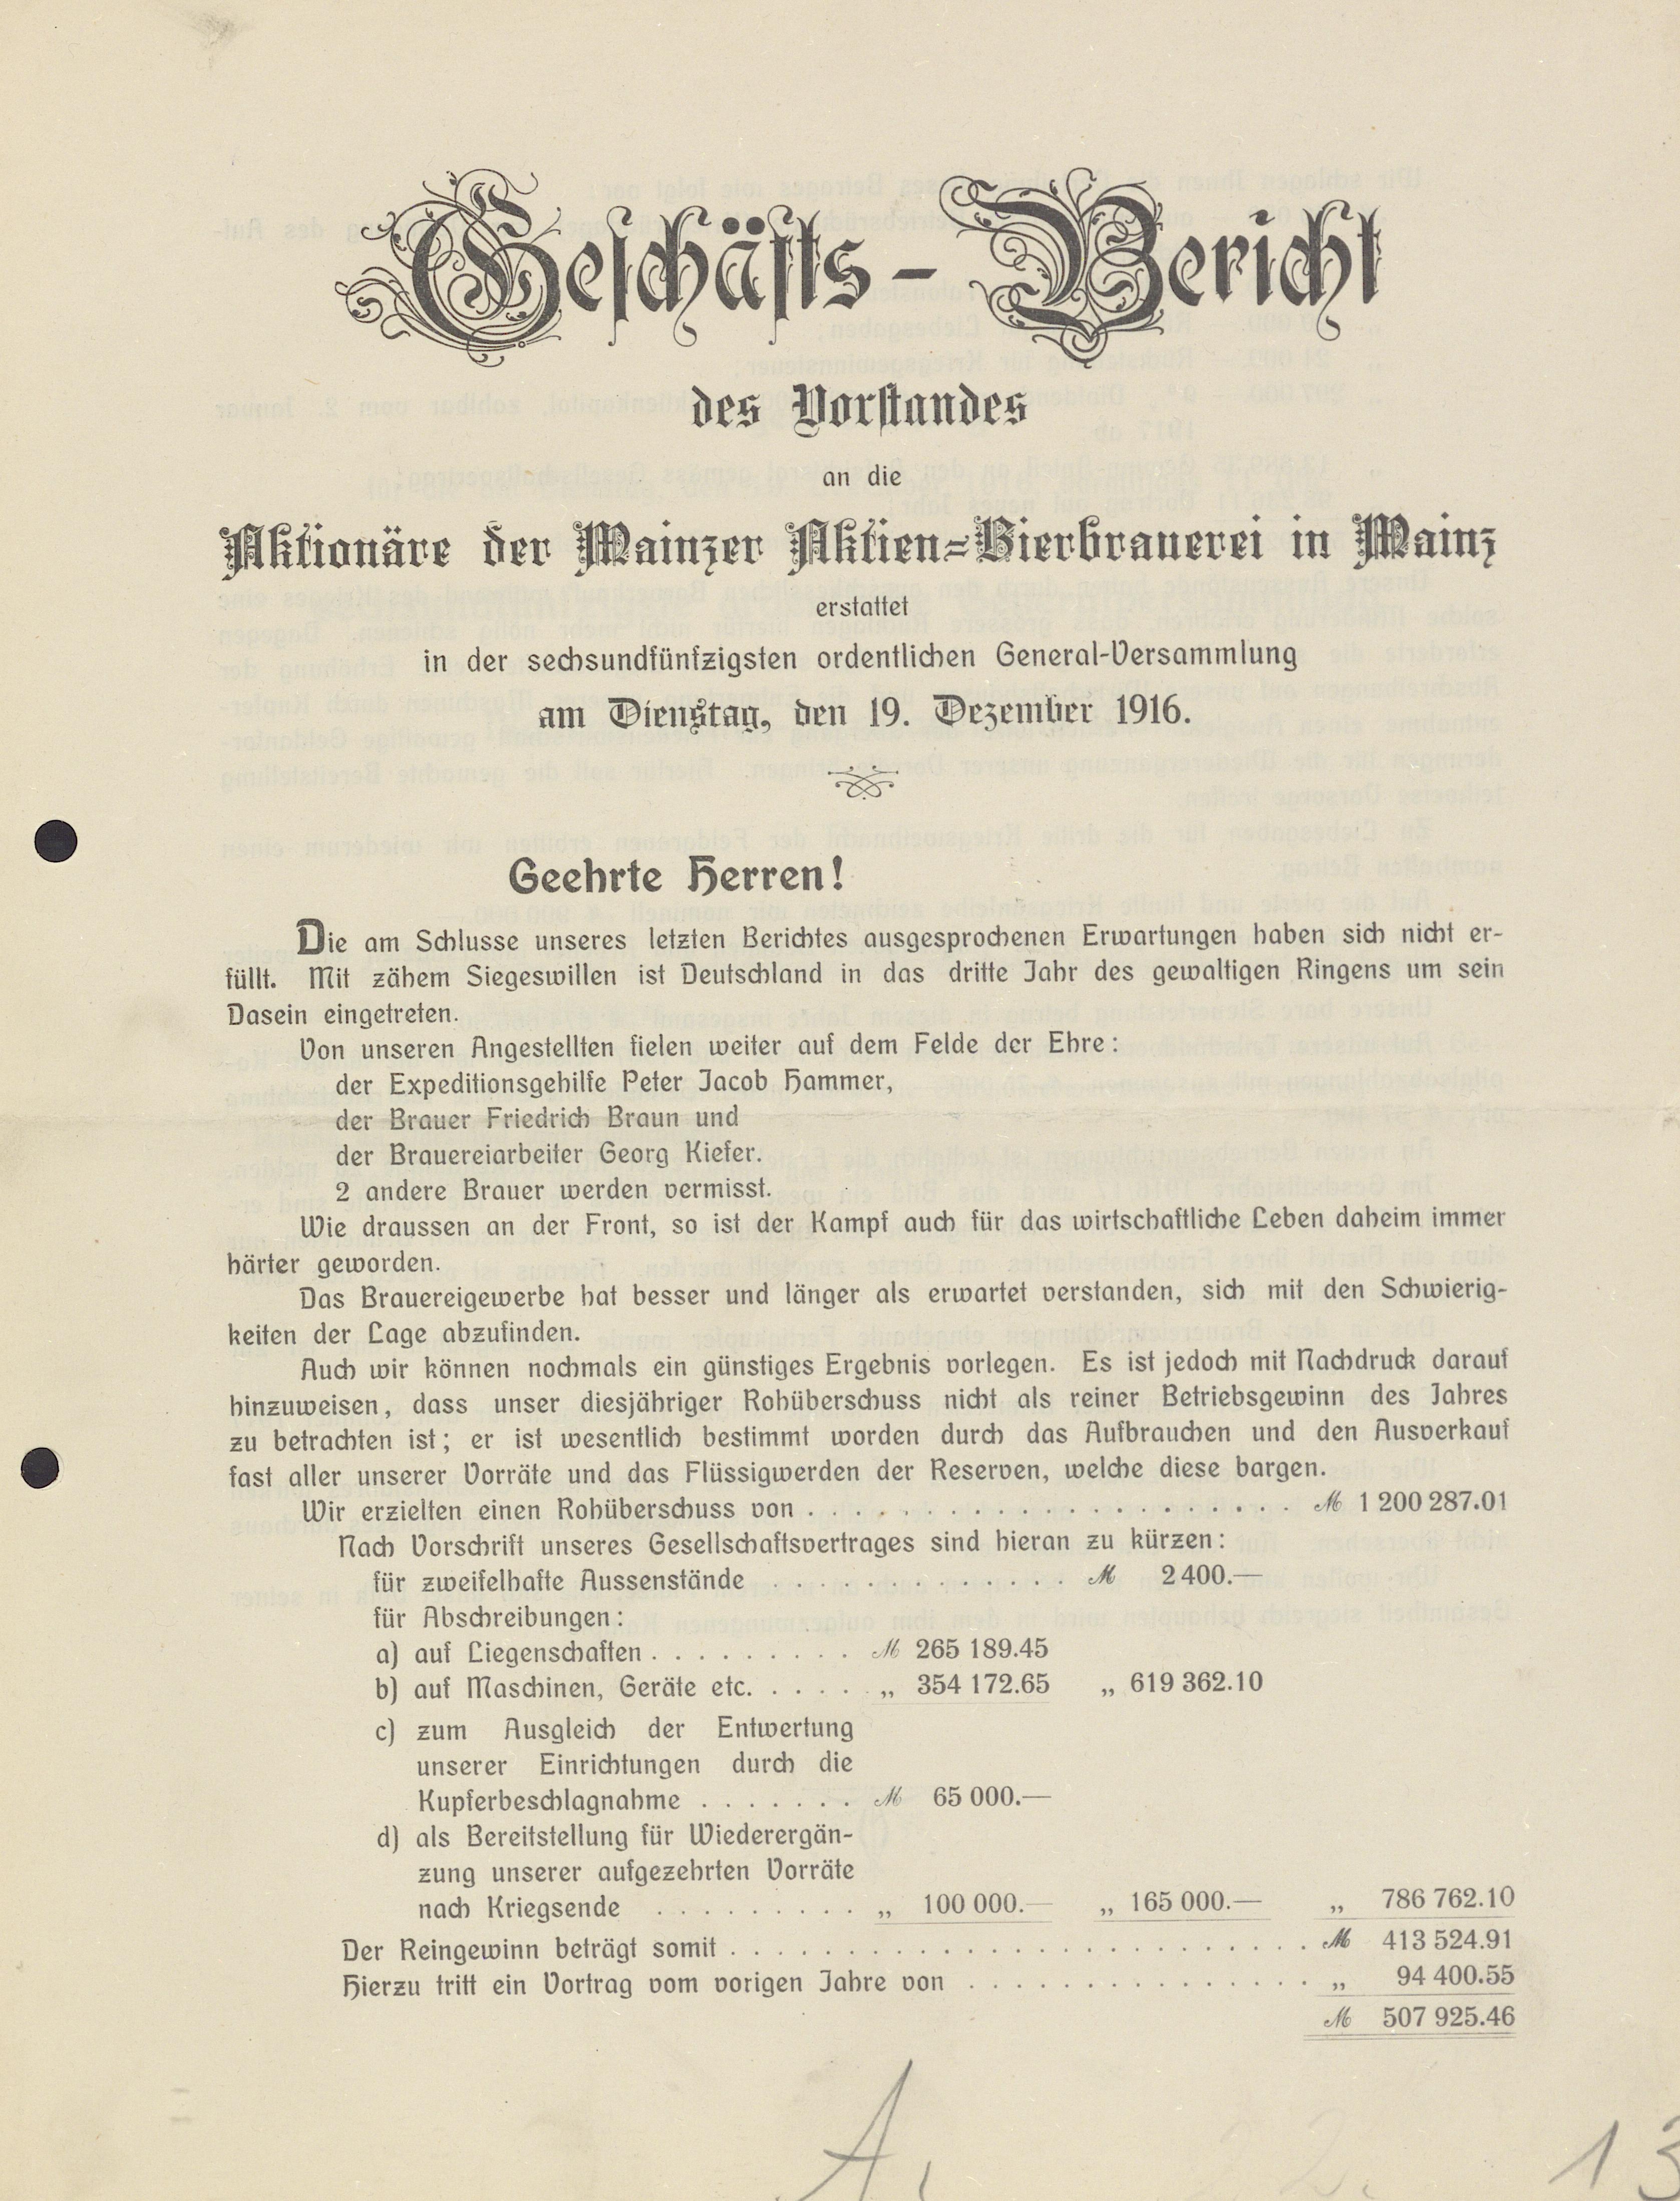 Geschäfts-Bericht
des Vorstandes
an die
Aktionäre der Mainzer Aktien-Bierbrauerei in Mainz
erstattet
in der sechsundfünfzigsten ordentlichen General-Versammlung
am Dienstag, den 19. Dezember 1916.
Geehrte Herren!
Die am Schlusse unseres letzten Berichtes ausgesprochenen Erwartungen haben sich nicht er-
füllt. Mit zähem Siegeswillen ist Deutschland in das dritte Jahr des gewaltigen Ringens um sein
Dasein eingetreten.
Von unseren Angestellten fielen weiter auf dem Felde der Ehre:
der Expeditionsgehilfe Peter Jacob Hammer,
der Brauer Friedrich Braun und
der Brauereiarbeiter Georg Kiefer.
2 andere Brauer werden vermisst.
Wie draussen an der Front, so ist der Kampf auch für das wirtschaftliche Leben daheim immer
härter geworden.
Das Brauereigewerbe hat besser und länger als erwartet verstanden, sich mit den Schwierig-
keiten der Lage abzufinden.
Auch wir können nochmals ein günstiges Ergebnis vorlegen. Es ist jedoch mit Nachdruck darauf
hinzuweisen, dass unser diesjähriger Rohüberschuss nicht als reiner Betriebsgewinn des Jahres
zu betrachten ist; er ist wesentlich bestimmt worden durch das Aufbrauchen und den Ausverkauf
fast aller unserer Vorräte und das Flüssigwerden der Reserven, welche diese bargen.
Wir erzielten einen Rohüberschuss von . . . . . . . . . . . . . . . . . . . . . ℳ 1 200 287.01
Nach Vorschrift unseres Gesellschaftsvertrages sind hieran zu kürzen:
für zweifelhafte Aussenstände . . . . . . . . . . . . . ℳ 2 400.—
für Abschreibungen:
a) auf Liegenschaften . . . . . . . . . ℳ 265 189.45
b) auf Maschinen, Geräte etc. . . . . . „ 354 172.65 „ 619 362.10
c) zum Ausgleich der Entwertung
unserer Einrichtungen durch die
Kupferbeschlagnahme . . . . . . . ℳ 65 000.—
d) als Bereitstellung für Wiederergän-
zung unserer aufgezehrten Vorräte
nach Kriegsende . . . . . . . . . „ 100 000.— „ 165 000.— „ 786 762.10
Der Reingewinn beträgt somit . . . . . . . . . . . . . . . . . . . . . . . . . ℳ 413 524.91
Hierzu tritt ein Vortrag vom vorigen Jahre von . . . . . . . . . . . . . . . „ 94 400.55
ℳ 507 925.46
A.
13